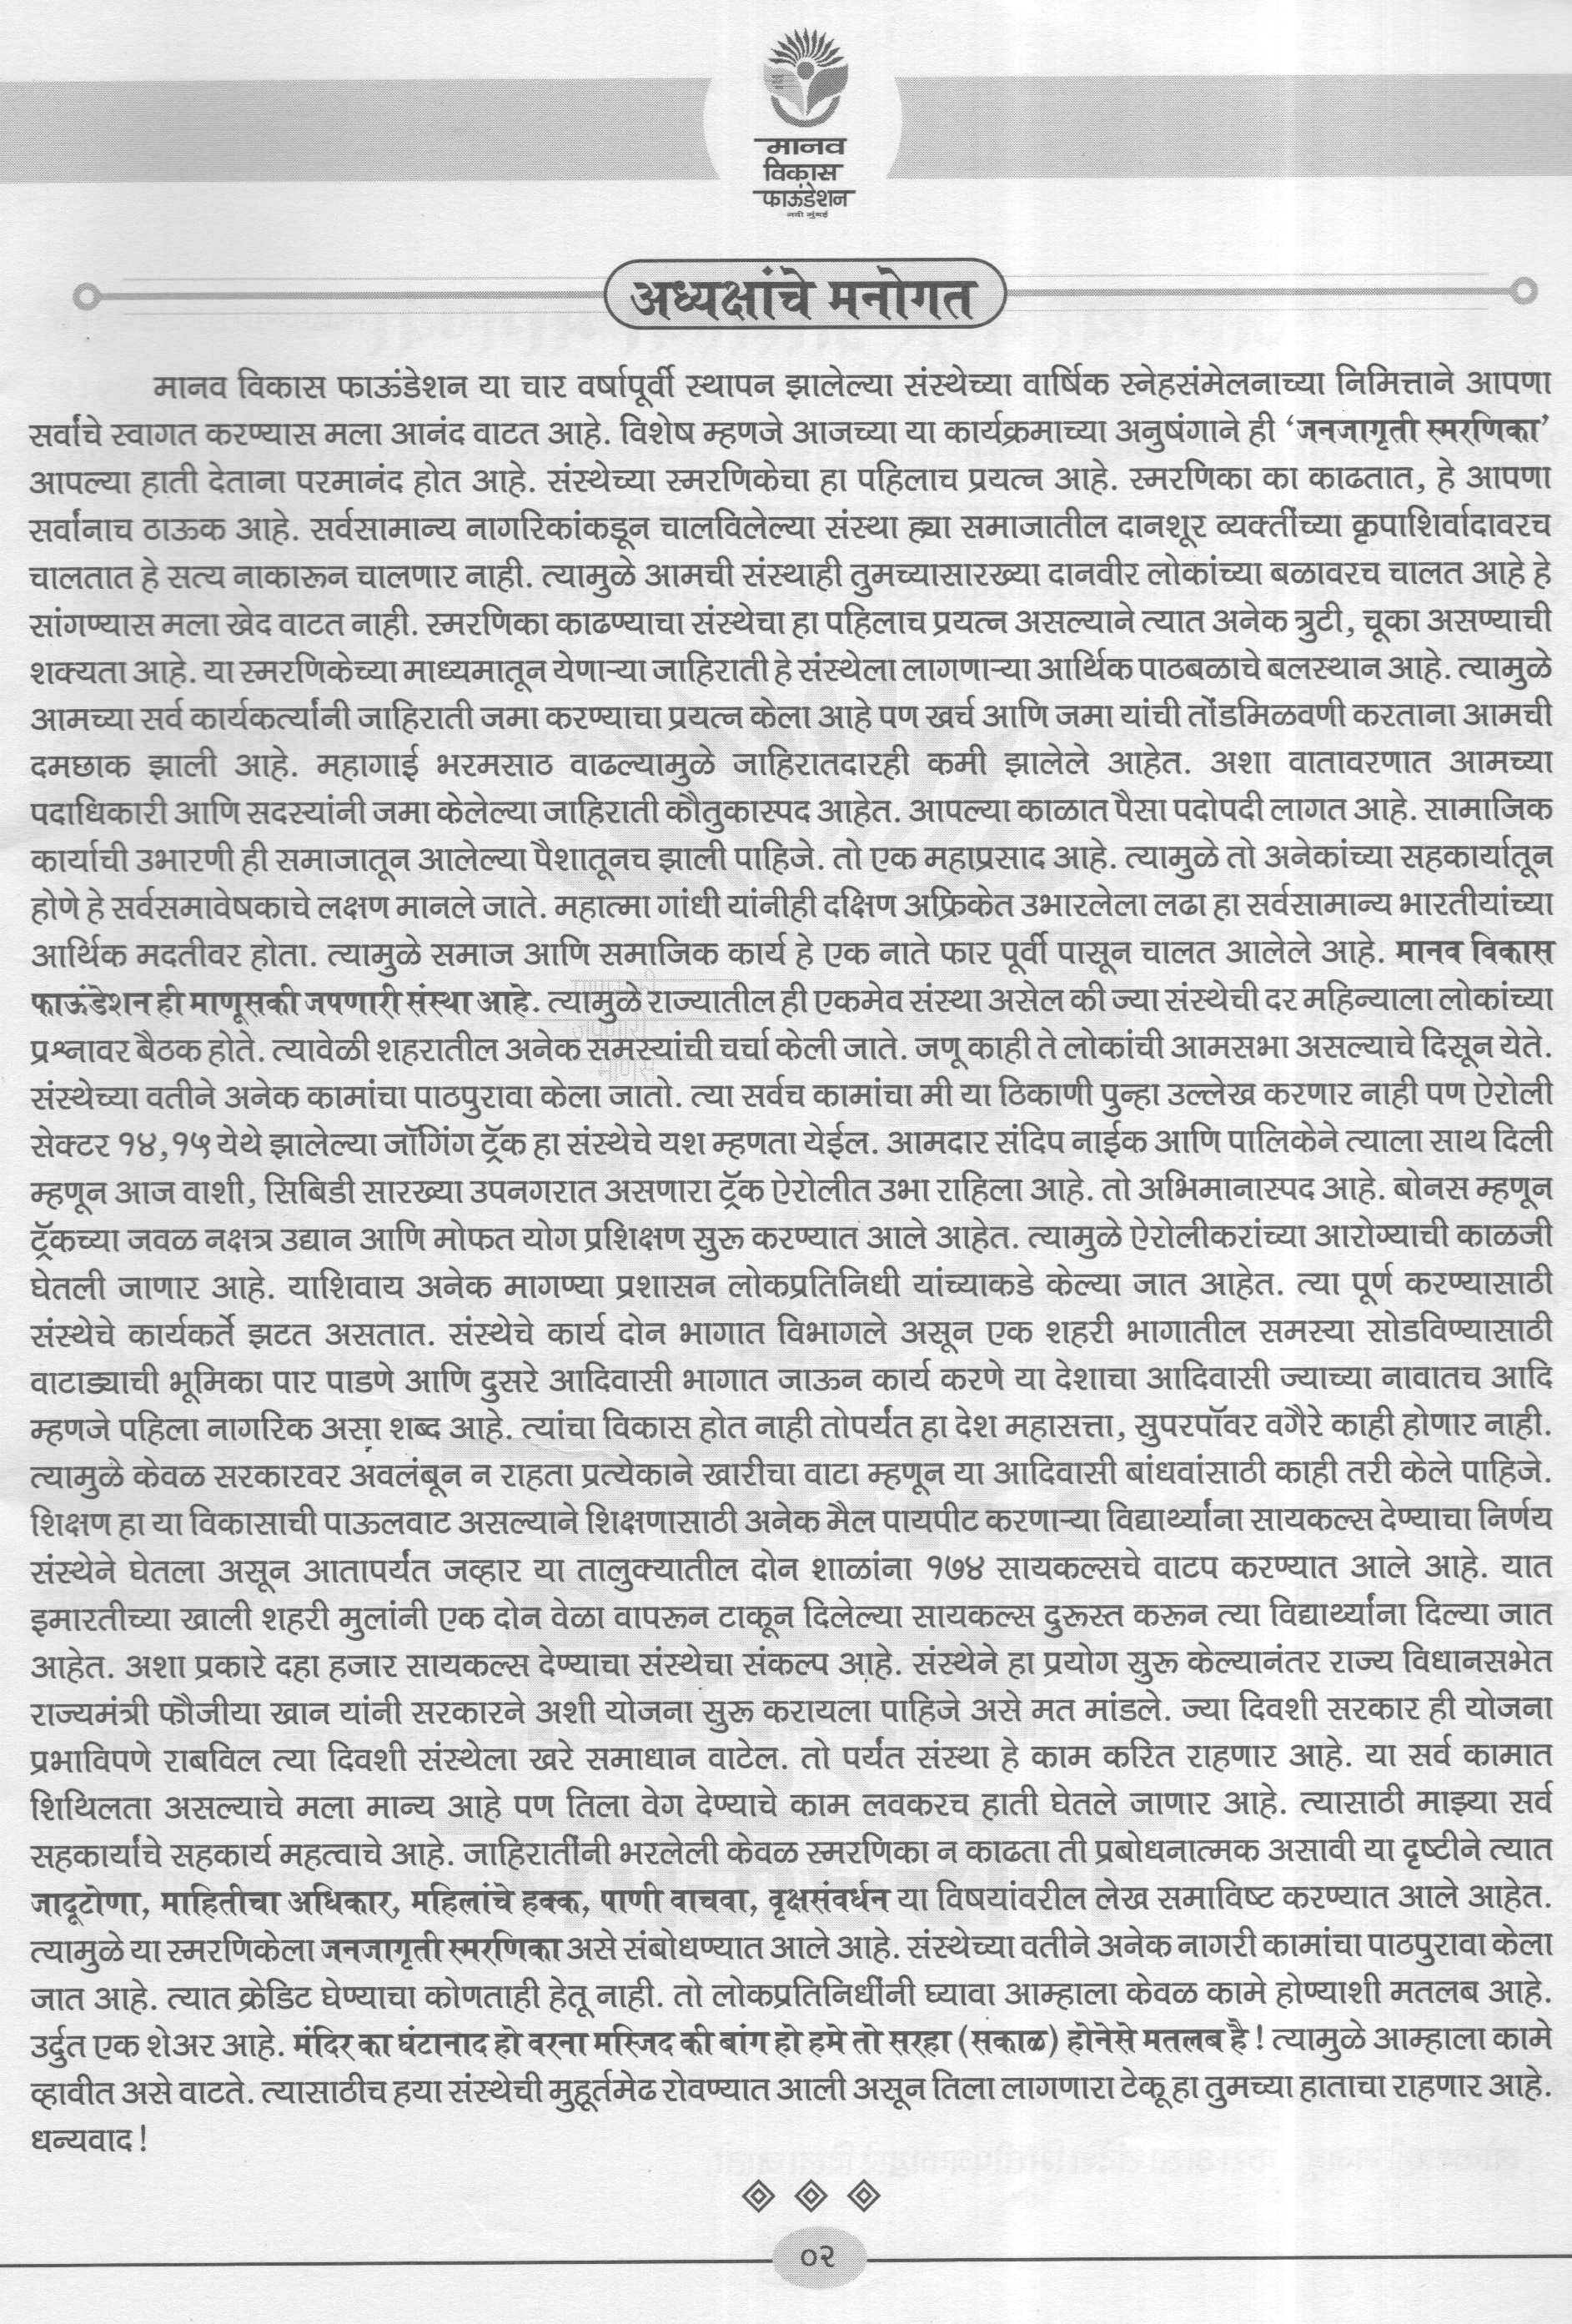 मानव
विकास
फाऊंडेशन
नवी मुंबई
अध्यक्षांचे मनोगत
मानव विकास फाऊंडेशन या चार वर्षापूर्वी स्थापन झालेल्या संस्थेच्या वार्षिक स्नेहसंमेलनाच्या निमित्ताने आपणा
सर्वांचे स्वागत करण्यास मला आनंद वाटत आहे. विशेष म्हणजे आजच्या या कार्यक्रमाच्या अनुषंगाने ही ‘जनजागृती स्मरणिका’
आपल्या हाती देताना परमानंद होत आहे. संस्थेच्या स्मरणिकेचा हा पहिलाच प्रयत्न आहे. स्मरणिका का काढतात, हे आपणा
सर्वांनाच ठाऊक आहे. सर्वसामान्य नागरिकांकडून चालविलेल्या संस्था ह्या समाजातील दानशूर व्यक्तींच्या कृपाशिर्वादावरच
चालतात हे सत्य नाकारून चालणार नाही. त्यामुळे आमची संस्थाही तुमच्यासारख्या दानवीर लोकांच्या बळावरच चालत आहे हे
सांगण्यास मला खेद वाटत नाही. स्मरणिका काढण्याचा संस्थेचा हा पहिलाच प्रयत्न असल्याने त्यात अनेक त्रुटी, चूका असण्याची
शक्यता आहे. या स्मरणिकेच्या माध्यमातून येणाऱ्या जाहिराती हे संस्थेला लागणाऱ्या आर्थिक पाठबळाचे बलस्थान आहे. त्यामुळे
आमच्या सर्व कार्यकर्त्यांनी जाहिराती जमा करण्याचा प्रयत्न केला आहे पण खर्च आणि जमा यांची तोंडमिळवणी करताना आमची
दमछाक झाली आहे. महागाई भरमसाठ वाढल्यामुळे जाहिरातदारही कमी झालेले आहेत. अशा वातावरणात आमच्या
पदाधिकारी आणि सदस्यांनी जमा केलेल्या जाहिराती कौतुकास्पद आहेत. आपल्या काळात पैसा पदोपदी लागत आहे. सामाजिक
कार्याची उभारणी ही समाजातून आलेल्या पैशातूनच झाली पाहिजे. तो एक महाप्रसाद आहे. त्यामुळे तो अनेकांच्या सहकार्यातून
होणे हे सर्वसमावेषकाचे लक्षण मानले जाते. महात्मा गांधी यांनीही दक्षिण अफ्रिकेत उभारलेला लढा हा सर्वसामान्य भारतीयांच्या
आर्थिक मदतीवर होता. त्यामुळे समाज आणि समाजिक कार्य हे एक नाते फार पूर्वी पासून चालत आलेले आहे. मानव विकास
फाऊंडेशन ही माणूसकी जपणारी संस्था आहे. त्यामुळे राज्यातील ही एकमेव संस्था असेल की ज्या संस्थेची दर महिन्याला लोकांच्या
प्रश्नावर बैठक होते. त्यावेळी शहरातील अनेक समस्यांची चर्चा केली जाते. जणू काही ते लोकांची आमसभा असल्याचे दिसून येते.
संस्थेच्या वतीने अनेक कामांचा पाठपुरावा केला जातो. त्या सर्वच कामांचा मी या ठिकाणी पुन्हा उल्लेख करणार नाही पण ऐरोली
सेक्टर १४,१५ येथे झालेल्या जॉगिंग ट्रॅक हा संस्थेचे यश म्हणता येईल. आमदार संदिप नाईक आणि पालिकेने त्याला साथ दिली
म्हणून आज वाशी, सिबिडी सारख्या उपनगरात असणारा ट्रॅक ऐरोलीत उभा राहिला आहे. तो अभिमानास्पद आहे. बोनस म्हणून
ट्रॅकच्या जवळ नक्षत्र उद्यान आणि मोफत योग प्रशिक्षण सुरू करण्यात आले आहेत. त्यामुळे ऐरोलीकरांच्या आरोग्याची काळजी
घेतली जाणार आहे. याशिवाय अनेक मागण्या प्रशासन लोकप्रतिनिधी यांच्याकडे केल्या जात आहेत. त्या पूर्ण करण्यासाठी
संस्थेचे कार्यकर्ते झटत असतात. संस्थेचे कार्य दोन भागात विभागले असून एक शहरी भागातील समस्या सोडविण्यासाठी
वाटाड्याची भूमिका पार पाडणे आणि दुसरे आदिवासी भागात जाऊन कार्य करणे या देशाचा आदिवासी ज्याच्या नावातच आदि
म्हणजे पहिला नागरिक असा शब्द आहे. त्यांचा विकास होत नाही तोपर्यंत हा देश महासत्ता, सुपरपॉवर वगैरे काही होणार नाही.
त्यामुळे केवळ सरकारवर अवलंबून न राहता प्रत्येकाने खारीचा वाटा म्हणून या आदिवासी बांधवांसाठी काही तरी केले पाहिजे.
शिक्षण हा या विकासाची पाऊलवाट असल्याने शिक्षणासाठी अनेक मैल पायपीट करणाऱ्या विद्यार्थ्यांना सायकल्स देण्याचा निर्णय
संस्थेने घेतला असून आतापर्यंत जव्हार या तालुक्यातील दोन शाळांना १७४ सायकल्सचे वाटप करण्यात आले आहे. यात
इमारतीच्या खाली शहरी मुलांनी एक दोन वेळा वापरून टाकून दिलेल्या सायकल्स दुरूस्त करून त्या विद्यार्थ्यांना दिल्या जात
आहेत. अशा प्रकारे दहा हजार सायकल्स देण्याचा संस्थेचा संकल्प आहे. संस्थेने हा प्रयोग सुरू केल्यानंतर राज्य विधानसभेत
राज्यमंत्री फौजीया खान यांनी सरकारने अशी योजना सुरू करायला पाहिजे असे मत मांडले. ज्या दिवशी सरकार ही योजना
प्रभाविपणे राबविल त्या दिवशी संस्थेला खरे समाधान वाटेल. तो पर्यंत संस्था हे काम करित राहणार आहे. या सर्व कामात
शिथिलता असल्याचे मला मान्य आहे पण तिला वेग देण्याचे काम लवकरच हाती घेतले जाणार आहे. त्यासाठी माझ्या सर्व
सहकार्यांचे सहकार्य महत्वाचे आहे. जाहिरातींनी भरलेली केवळ स्मरणिका न काढता ती प्रबोधनात्मक असावी या दृष्टीने त्यात
जादूटोणा, माहितीचा अधिकार, महिलांचे हक्क, पाणी वाचवा, वृक्षसंवर्धन या विषयांवरील लेख समाविष्ट करण्यात आले आहेत.
त्यामुळे या स्मरणिकेला जनजागृती स्मरणिका असे संबोधण्यात आले आहे. संस्थेच्या वतीने अनेक नागरी कामांचा पाठपुरावा केला
जात आहे. त्यात क्रेडिट घेण्याचा कोणताही हेतू नाही. तो लोकप्रतिनिधींनी घ्यावा आम्हाला केवळ कामे होण्याशी मतलब आहे.
उर्दुत एक शेअर आहे. मंदिर का घंटानाद हो वरना मस्जिद की बांग हो हमे तो सरहा (सकाळ) होनेसे मतलब है! त्यामुळे आम्हाला कामे
व्हावीत असे वाटते. त्यासाठीच हया संस्थेची मुहूर्तमेढ रोवण्यात आली असून तिला लागणारा टेकू हा तुमच्या हाताचा राहणार आहे.
धन्यवाद!
०२